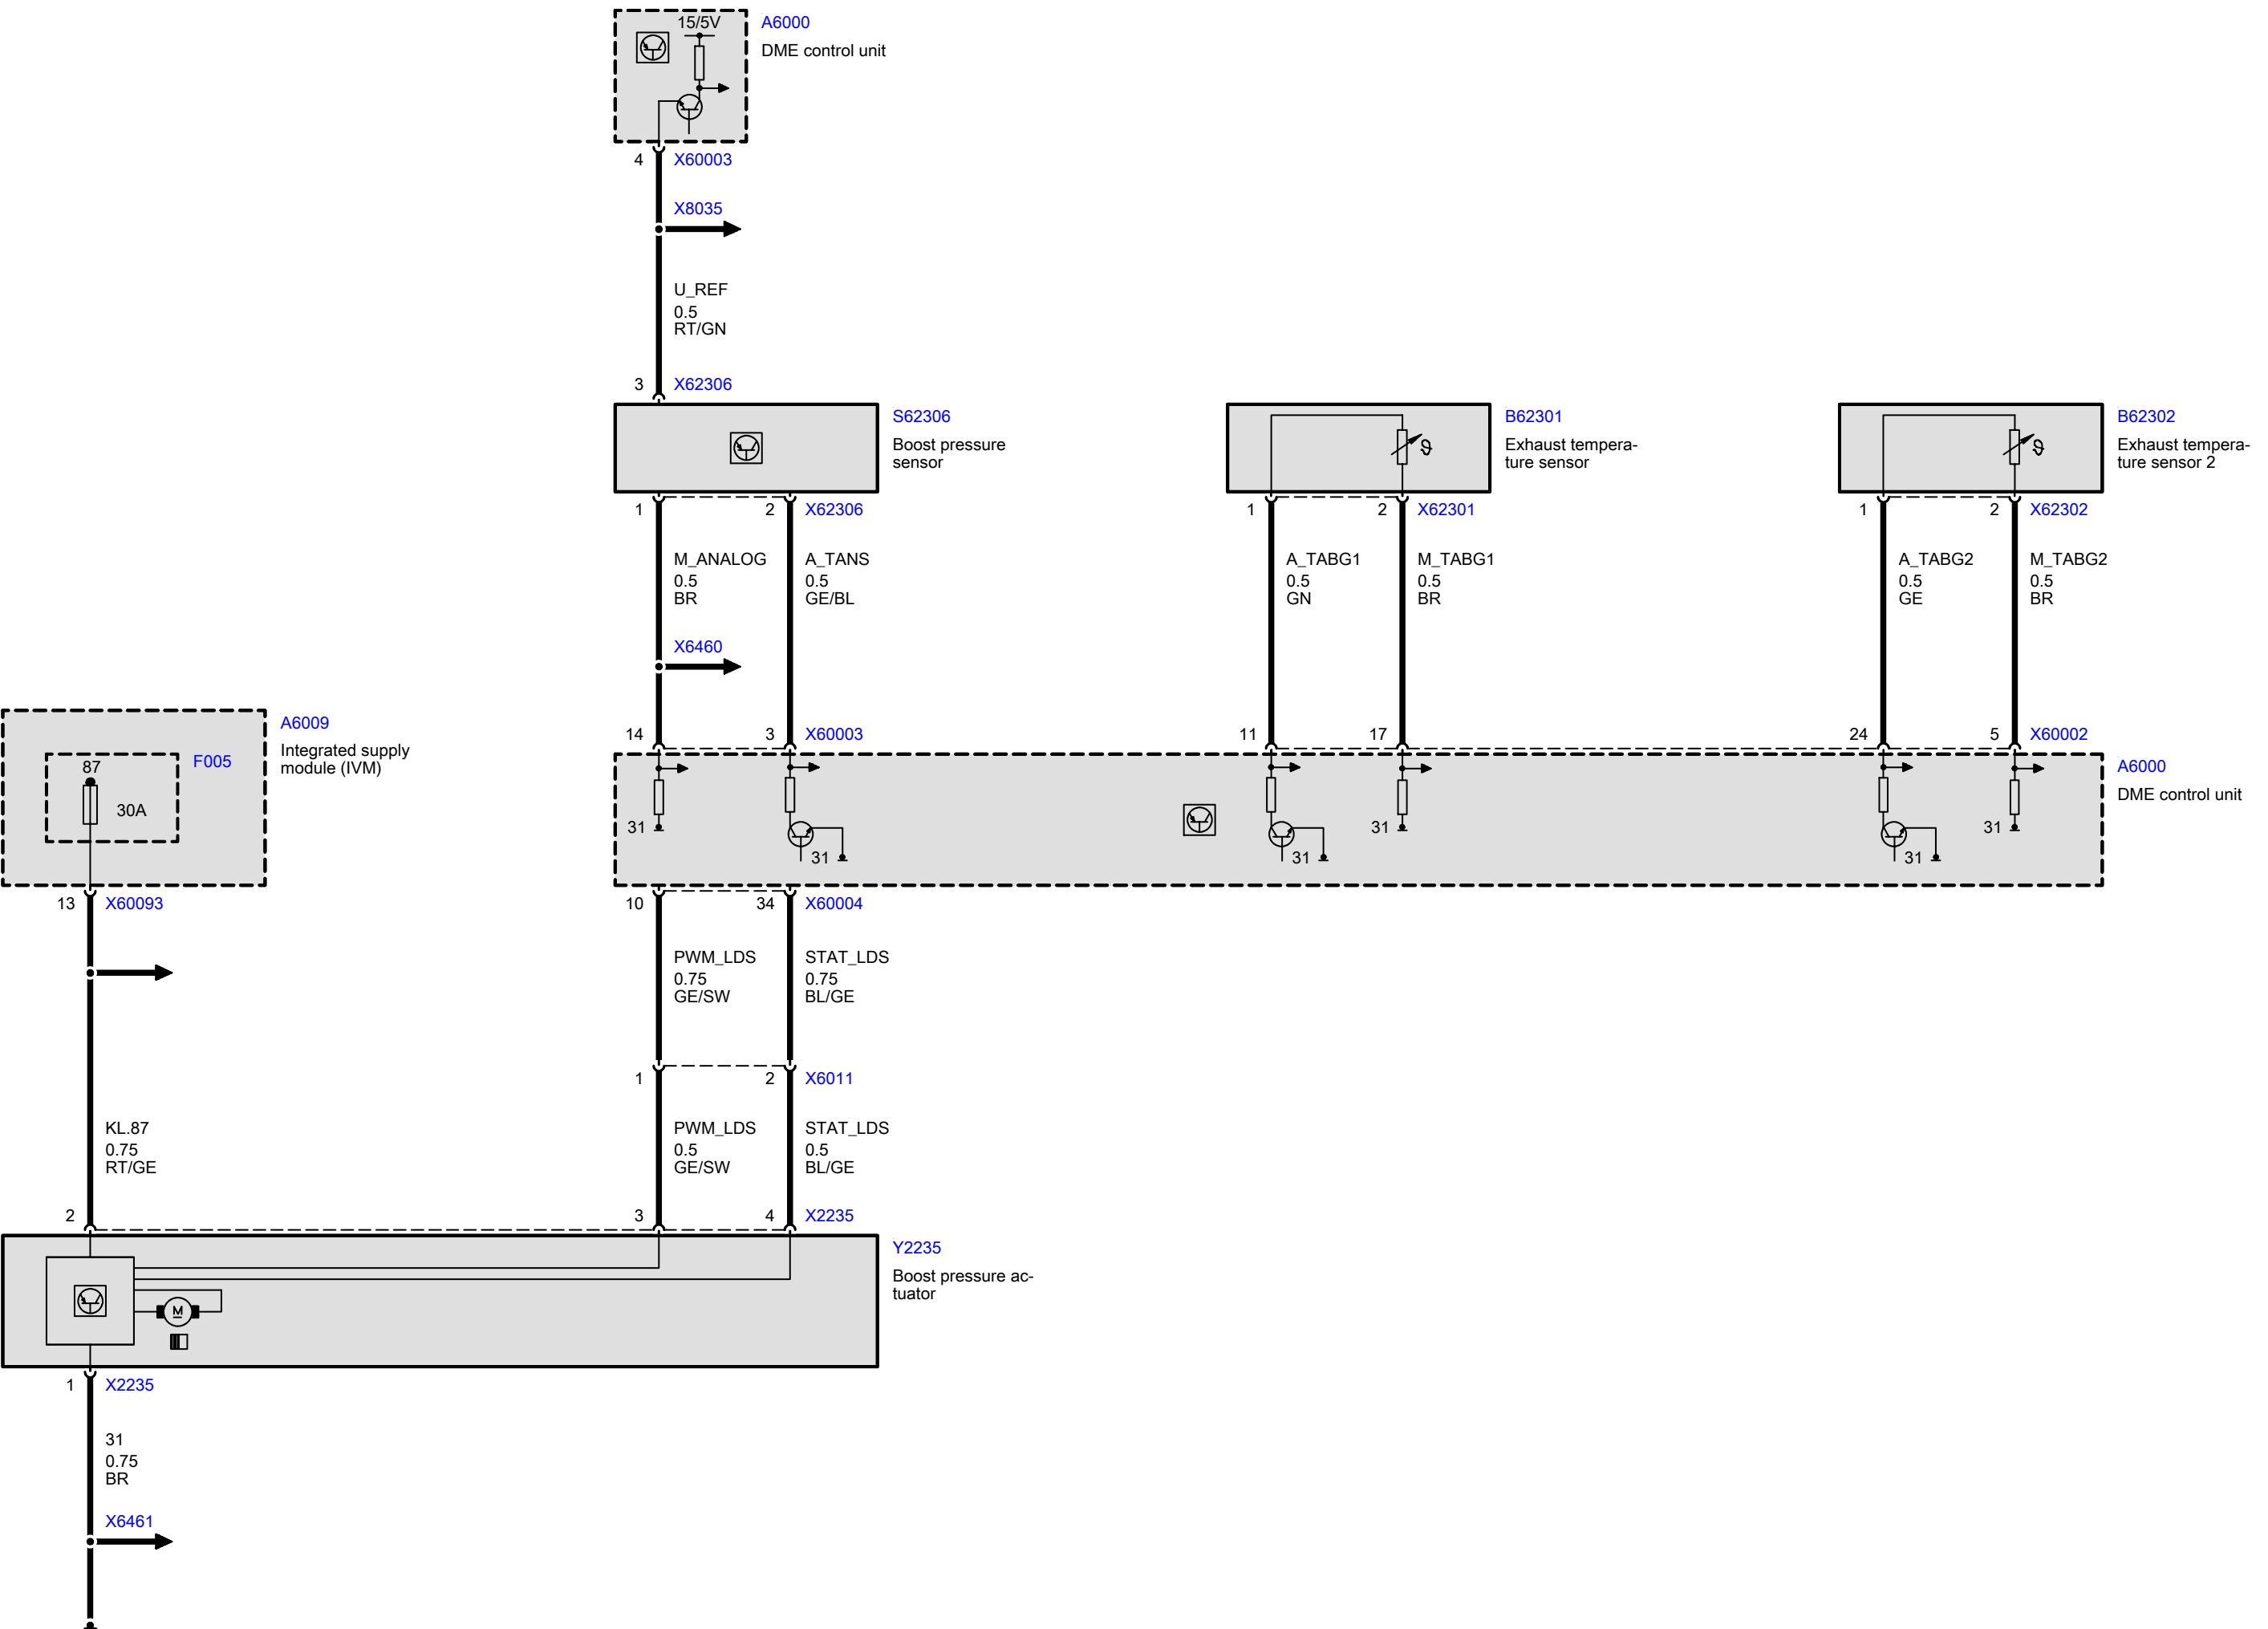 15/5V
A6000
DME control unit
4
X60003
X8035
U_REF
0.5
RT/GN
3
X62306
S62306
Boost pressure
sensor
B62301
Exhaust tempera-
ture sensor
B62302
Exhaust tempera-
ture sensor 2
1
2
X62306
1
2
X62301
1
2
X62302
M_ANALOG
0.5
BR
A_TANS
0.5
GE/BL
A_TABG1
0.5
GN
M_TABG1
0.5
BR
A_TABG2
0.5
GE
M_TABG2
0.5
BR
X6460
14
3
X60003
11
17
24
5
X60002
A6009
Integrated supply
module (IVM)
F005
87
30A
A6000
DME control unit
31
31
31
31
31
31
13
X60093
10
34
X60004
PWM_LDS
0.75
GE/SW
STAT_LDS
0.75
BL/GE
1
2
X6011
KL.87
0.75
RT/GE
PWM_LDS
0.5
GE/SW
STAT_LDS
0.5
BL/GE
2
3
4
X2235
Y2235
Boost pressure ac-
tuator
M
1
X2235
31
0.75
BR
X6461